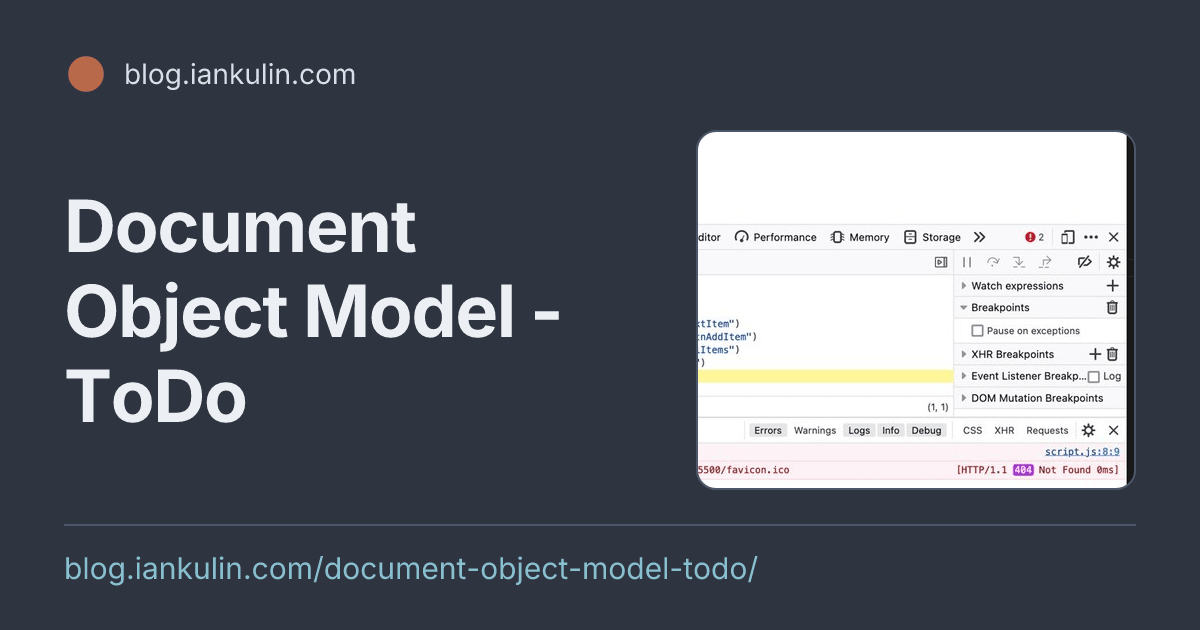 blog.iankulin.com
Document
Object Model -
ToDo
ditor Performance Memory Storage 2
Watch expressions
Breakpoints
Pause on exceptions
tItem")
nAddItem")
lItems")
")
XHR Breakpoints
Event Listener Breakp... Log
DOM Mutation Breakpoints
(1, 1)
Errors Warnings Logs Info Debug CSS XHR Requests
script.js:8:9
5500/favicon.ico [HTTP/1.1 404 Not Found 0ms]
blog.iankulin.com/document-object-model-todo/